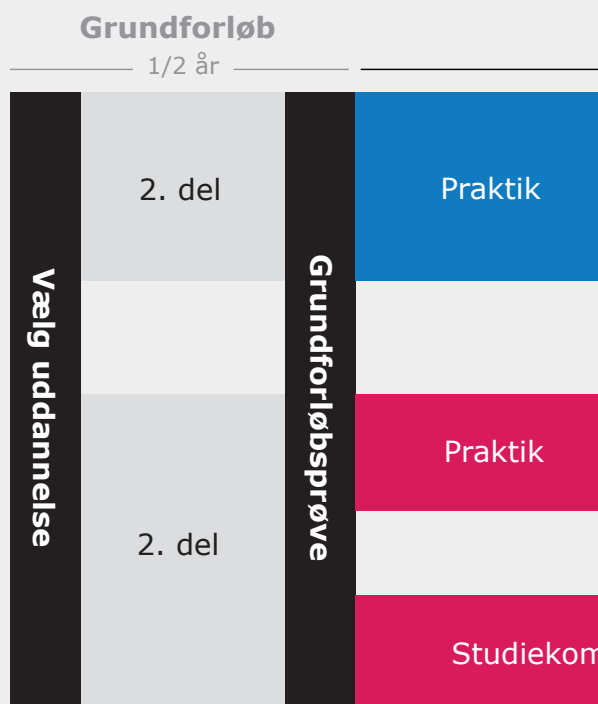 Grundforløb
1/2 år
2. del
Praktik
Vælg uddannelse
Grundforløbsprøve
Praktik
2. del
Studiekom